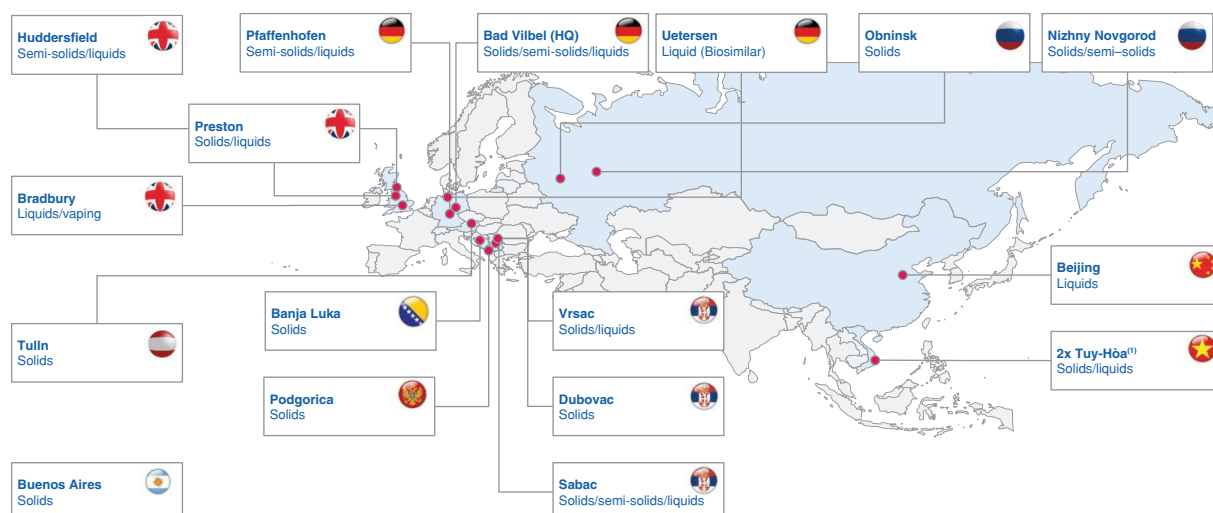 Huddersfield
Semi-solids/liquids
Pfaffenhofen
Semi-solids/liquids
Bad Vilbel (HQ)
Solids/semi-solids/liquids
Uetersen
Liquid (Biosimilar)
Obninsk
Solids
Nizhny Novgorod
Solids/semi–solids
Preston
Solids/liquids
Bradbury
Liquids/vaping
Beijing
Liquids
Banja Luka
Solids
Vrsac
Solids/liquids
Tulln
Solids
2x Tuy-Hòa(1)
Solids/liquids
Podgorica
Solids
Dubovac
Solids
Buenos Aires
Solids
Sabac
Solids/semi-solids/liquids